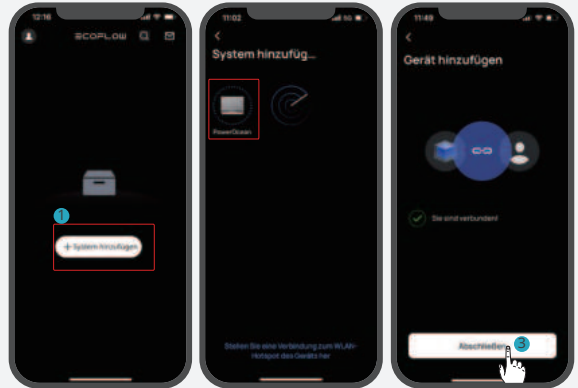 12:16
ECOFLOW
1
+ System hinzufügen
11:02
5G
System hinzufüg...
PowerOcean
Stellen Sie eine Verbindung zum WLAN-
Hotspot des Geräts her
11:49
Gerät hinzufügen
Sie sind verbunden!
Abschließen
3